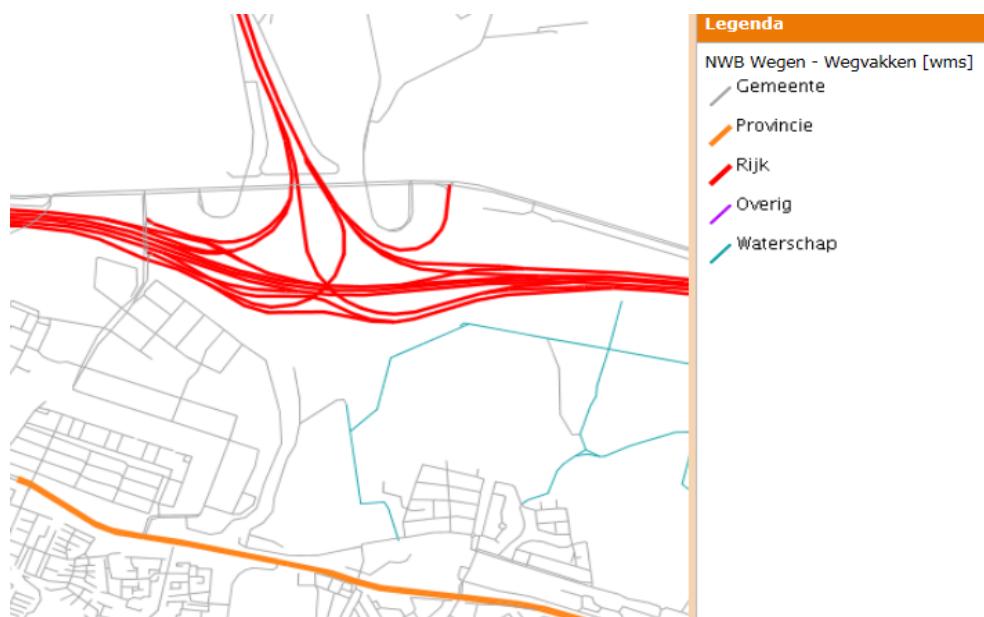 Legenda
NWB Wegen - Wegvakken [wms]
Gemeente
Provincie
Rijk
Overig
Waterschap